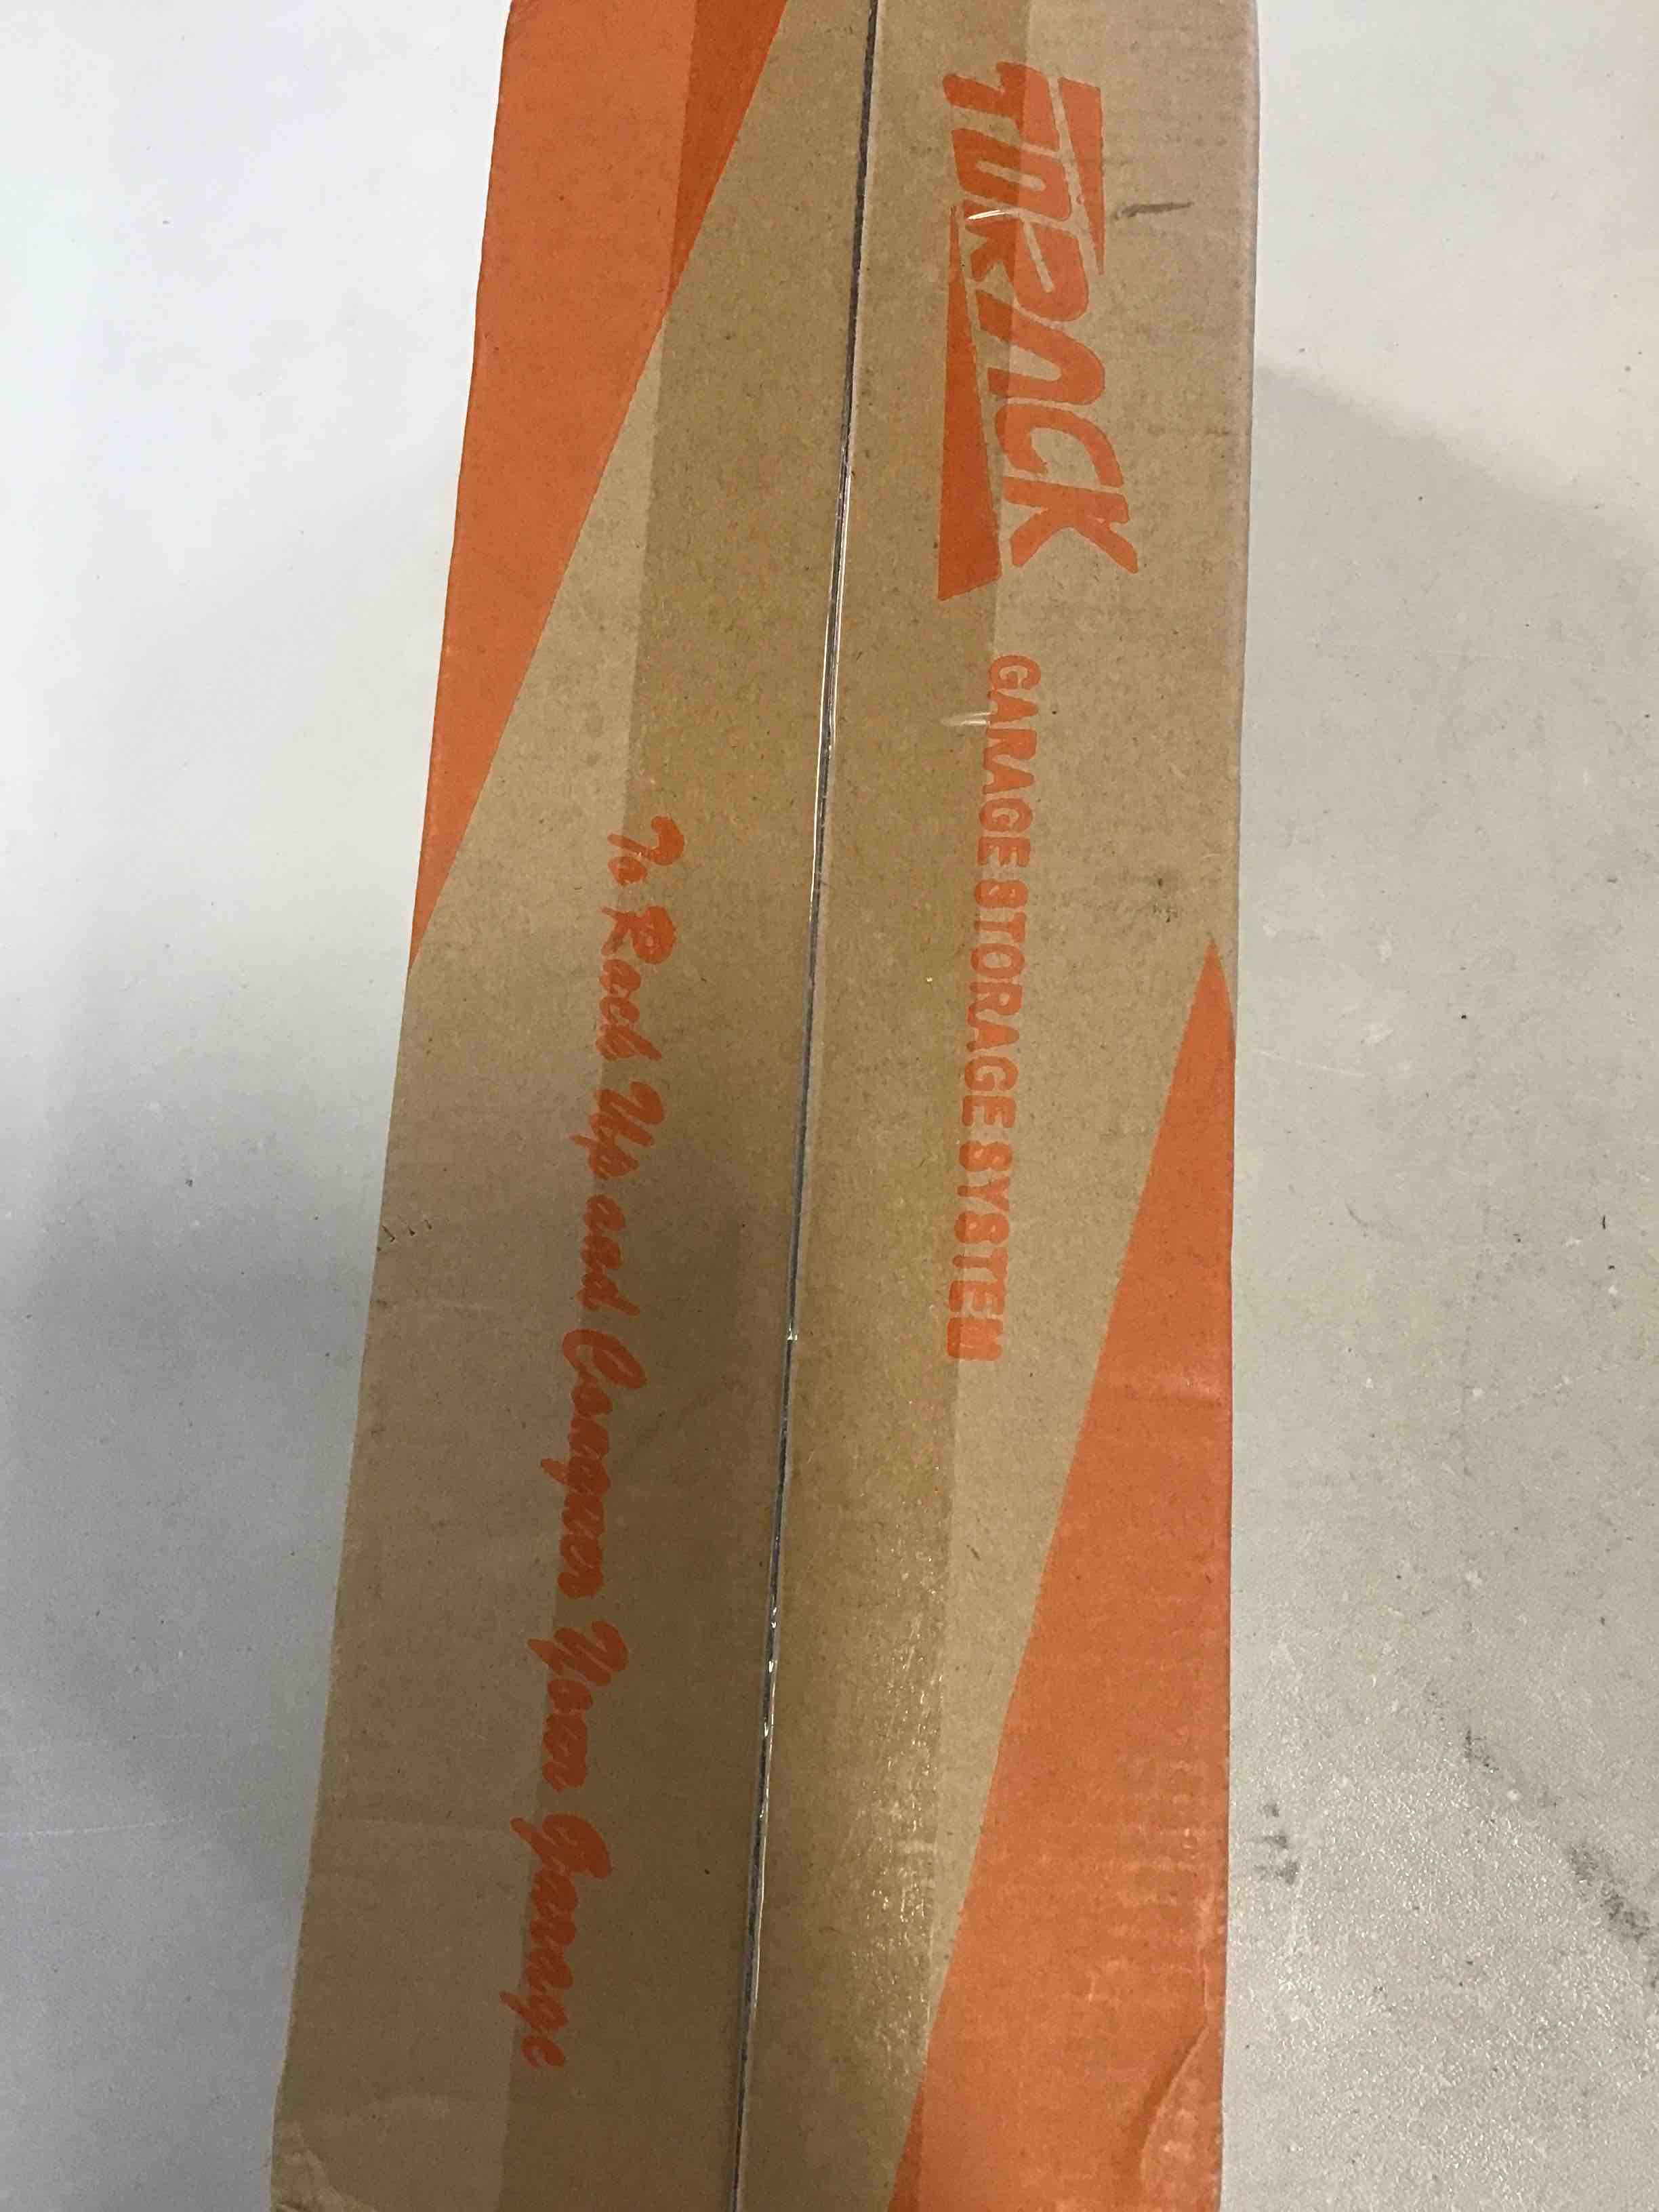 TORACK
GARAGE STORAGE SYSTEM
To Rack Up and Conquer Your Garage